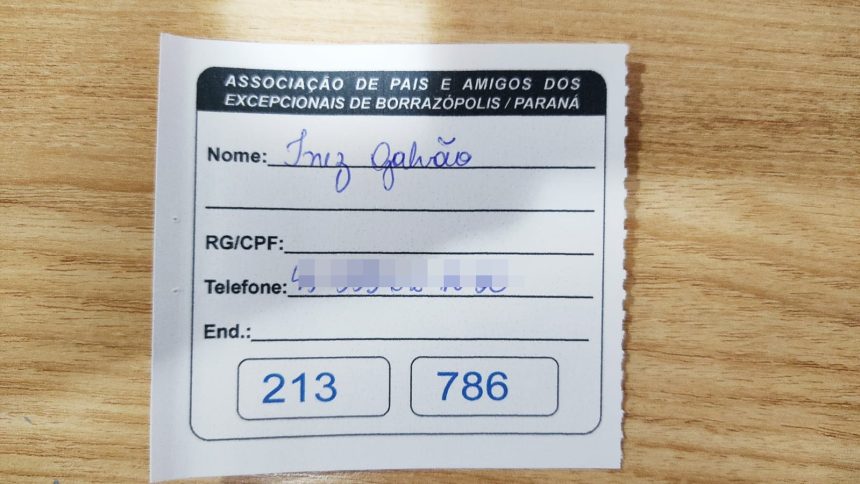 ASSOCIAÇÃO DE PAIS E AMIGOS DOS
EXCEPCIONAIS DE BORRAZÓPOLIS / PARANÁ
Nome: Inez Galvão
RG/CPF:
Telefone:
End.:
213 786